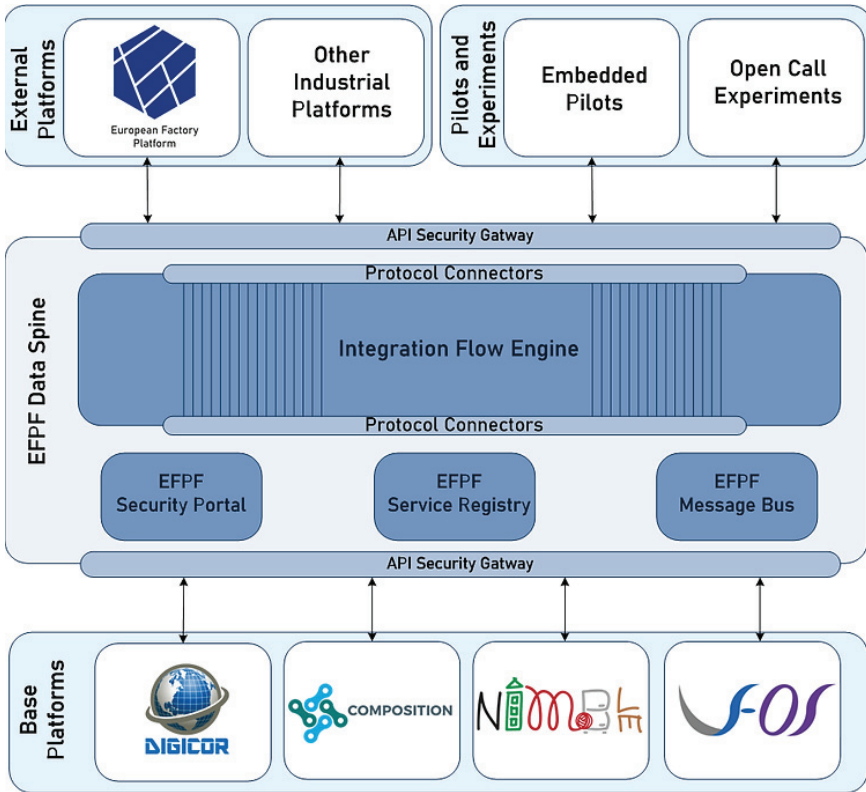 External
Platforms
European Factory
Platform
Other
Industrial
Platforms
Pilots and
Experiments
Embedded
Pilots
Open Call
Experiments
EFPF Data Spine
API Security Gatway
Protocol Connectors
Integration Flow Engine
Protocol Connectors
EFPF
Security Portal
EFPF
Service Registry
EFPF
Message Bus
API Security Gatway
Base
Platforms
DIGICOR
COMPOSITION
NIMBLE
vf-OS